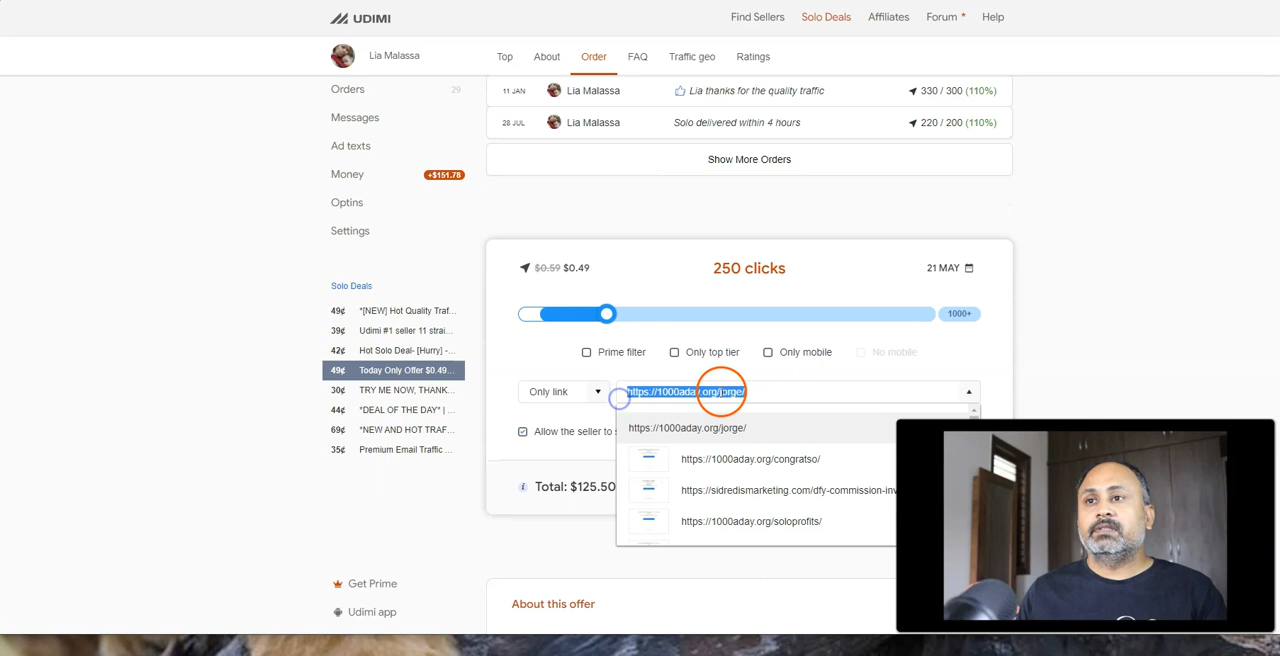 UDIMI
Find Sellers
Solo Deals
Affiliates
Forum *
Help
Lia Malassa
Top
About
Order
FAQ
Traffic geo
Ratings
Orders 29
Messages
Ad texts
Money +$151.78
Optins
Settings
Solo Deals
49¢ *[NEW] Hot Quality Traf...
39¢ Udimi #1 seller 11 strai...
42¢ Hot Solo Deal- [Hurry] -...
49¢ Today Only Offer $0.49...
30¢ TRY ME NOW, THANK...
44¢ *DEAL OF THE DAY* | ...
69¢ *NEW AND HOT TRAF...
35¢ Premium Email Traffic ...
Get Prime
Udimi app
11 JAN Lia Malassa Lia thanks for the quality traffic 330 / 300 (110%)
28 JUL Lia Malassa Solo delivered within 4 hours 220 / 200 (110%)
Show More Orders
$0.59 $0.49 250 clicks 21 MAY
1000+
Prime filter Only top tier Only mobile No mobile
Only link https://1000aday.org/jorge/
https://1000aday.org/jorge/
Allow the seller to
https://1000aday.org/congratso/
Total: $125.50 https://sidredismarketing.com/dfy-commission-inv
https://1000aday.org/soloprofits/
About this offer